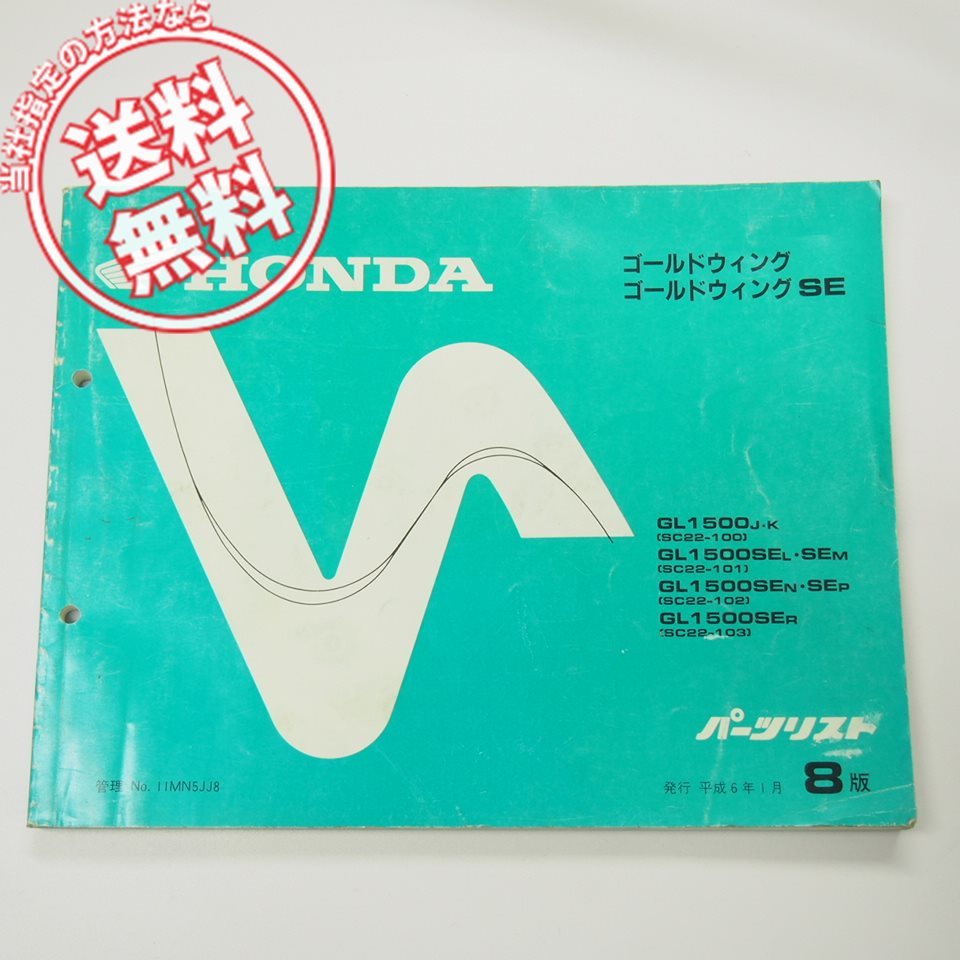 当社指定の方法なら
送料
無料
HONDA
ゴールドウィング
ゴールドウィング SE
GL1500J·K
(SC22-100)
GL1500SEL·SEM
(SC22-101)
GL1500SEN·SEP
(SC22-102)
GL1500SER
(SC22-103)
パーツリスト
管理 No. 11MN5JJ8
発行 平成6年1月 8版